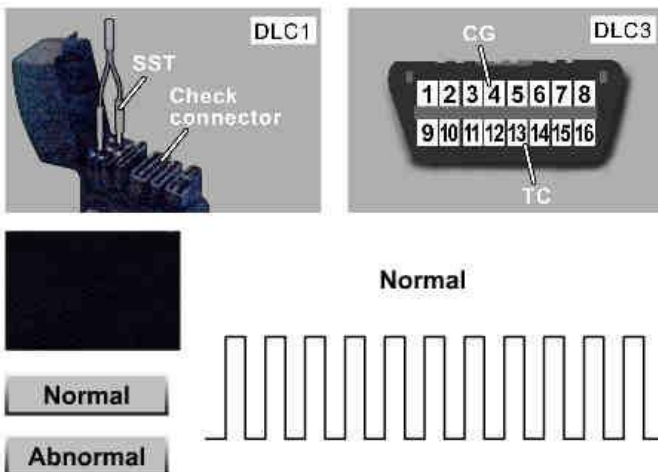 DLC1
SST
Check
connector
DLC3
CG
1 2 3 4 5 6 7 8
9 10 11 12 13 14 15 16
TC
Normal
Normal
Abnormal